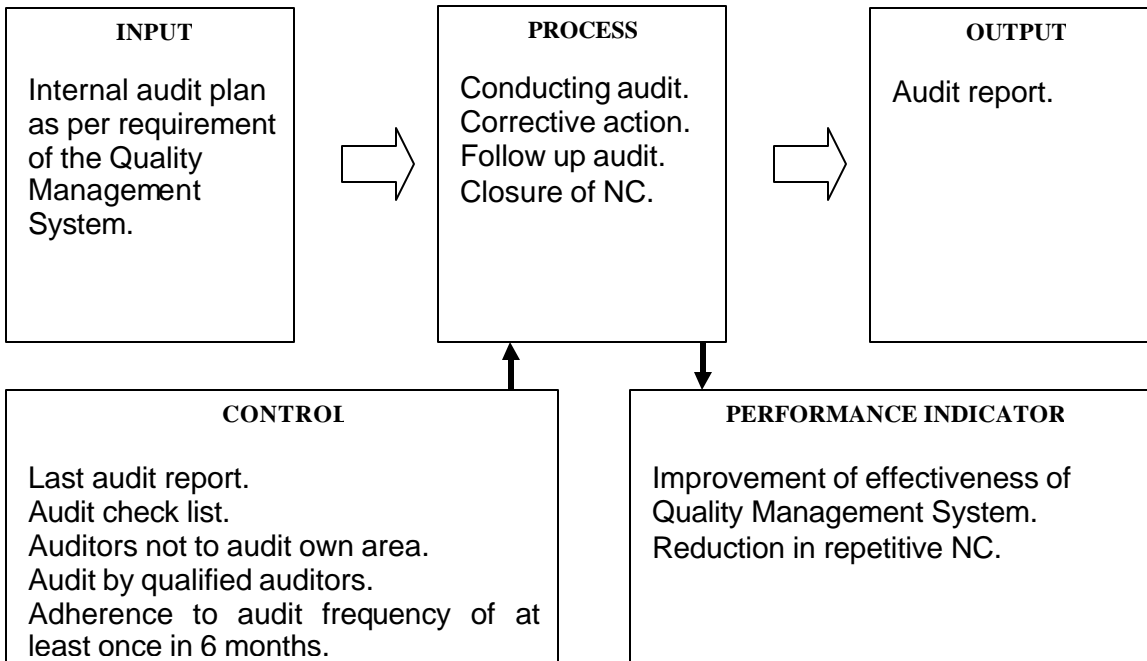 INPUT
Internal audit plan
as per requirement
of the Quality
Management
System.
PROCESS
Conducting audit.
Corrective action.
Follow up audit.
Closure of NC.
OUTPUT
Audit report.
CONTROL
Last audit report.
Audit check list.
Auditors not to audit own area.
Audit by qualified auditors.
Adherence to audit frequency of at
least once in 6 months.
PERFORMANCE INDICATOR
Improvement of effectiveness of
Quality Management System.
Reduction in repetitive NC.